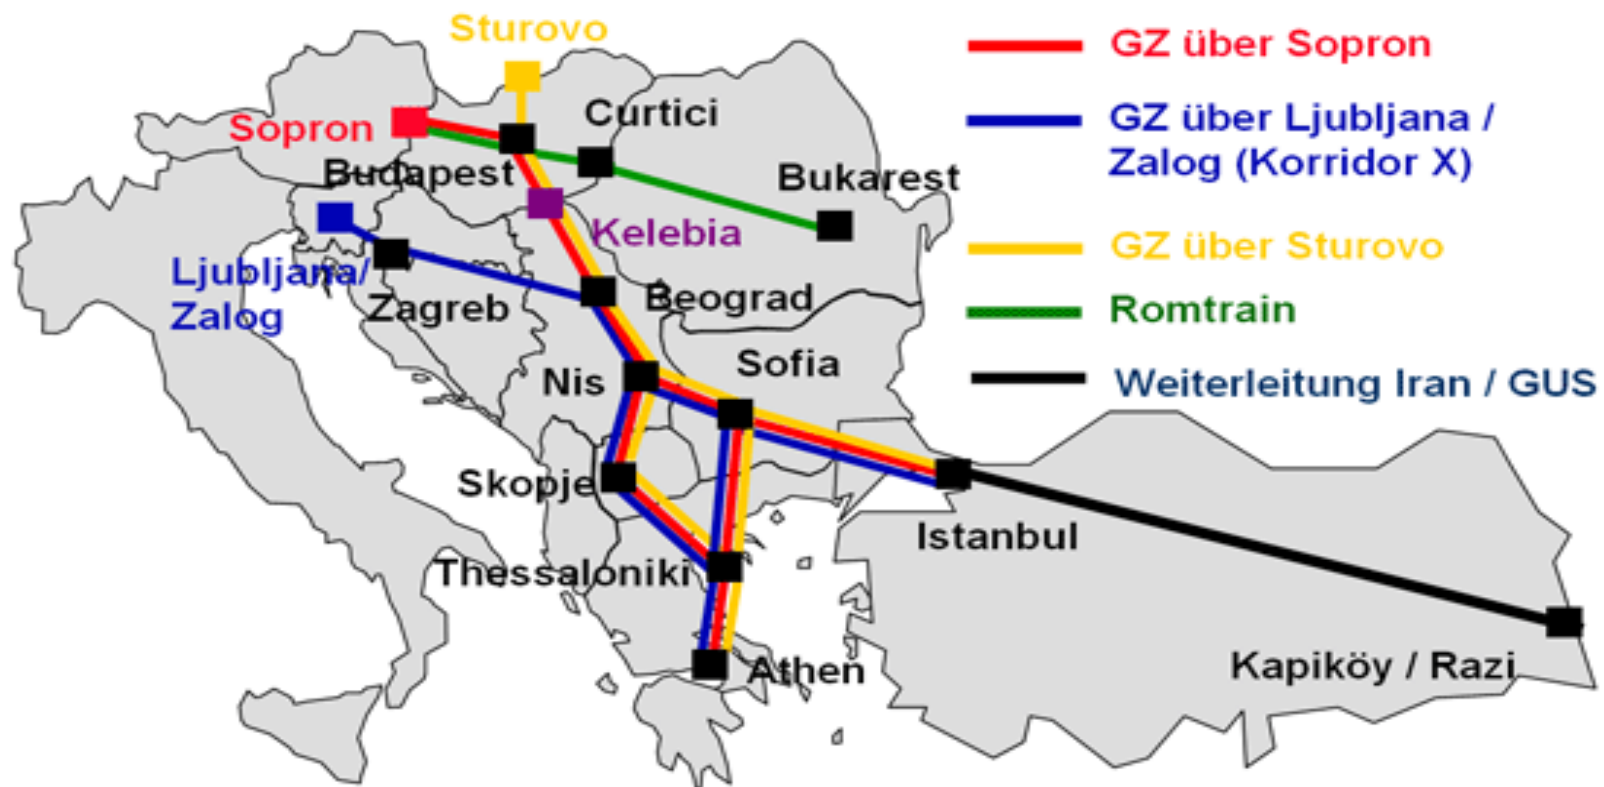 Sturovo
GZ über Sopron
Curtici
Sopron
GZ über Ljubljana /
Zalog (Korridor X)
Budapest
Bukarest
Kelebia
GZ über Sturovo
Ljubljana/
Zalog
Zagreb
Beograd
Romtrain
Sofia
Nis
Weiterleitung Iran / GUS
Skopje
Istanbul
Thessaloniki
Athen
Kapiköy / Razi